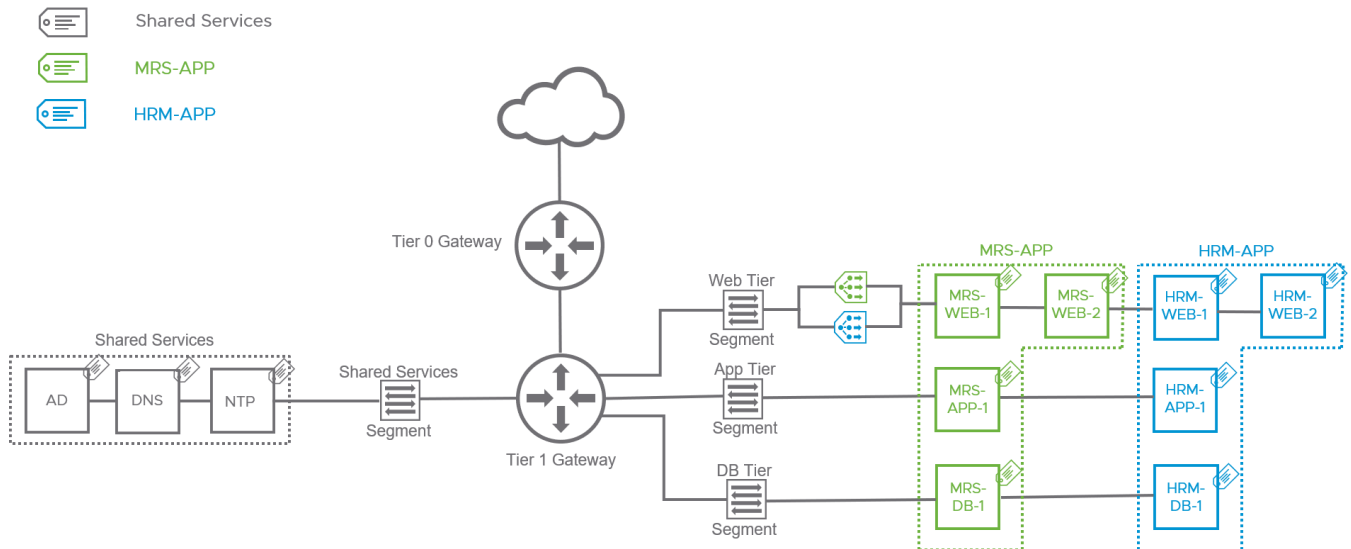 Shared Services
MRS-APP
HRM-APP
Tier 0 Gateway
MRS-APP
HRM-APP
Web Tier
Segment
MRS-
WEB-1
MRS-
WEB-2
HRM-
WEB-1
HRM-
WEB-2
Shared Services
AD
DNS
NTP
Shared Services
Segment
Tier 1 Gateway
App Tier
Segment
MRS-
APP-1
HRM-
APP-1
DB Tier
Segment
MRS-
DB-1
HRM-
DB-1